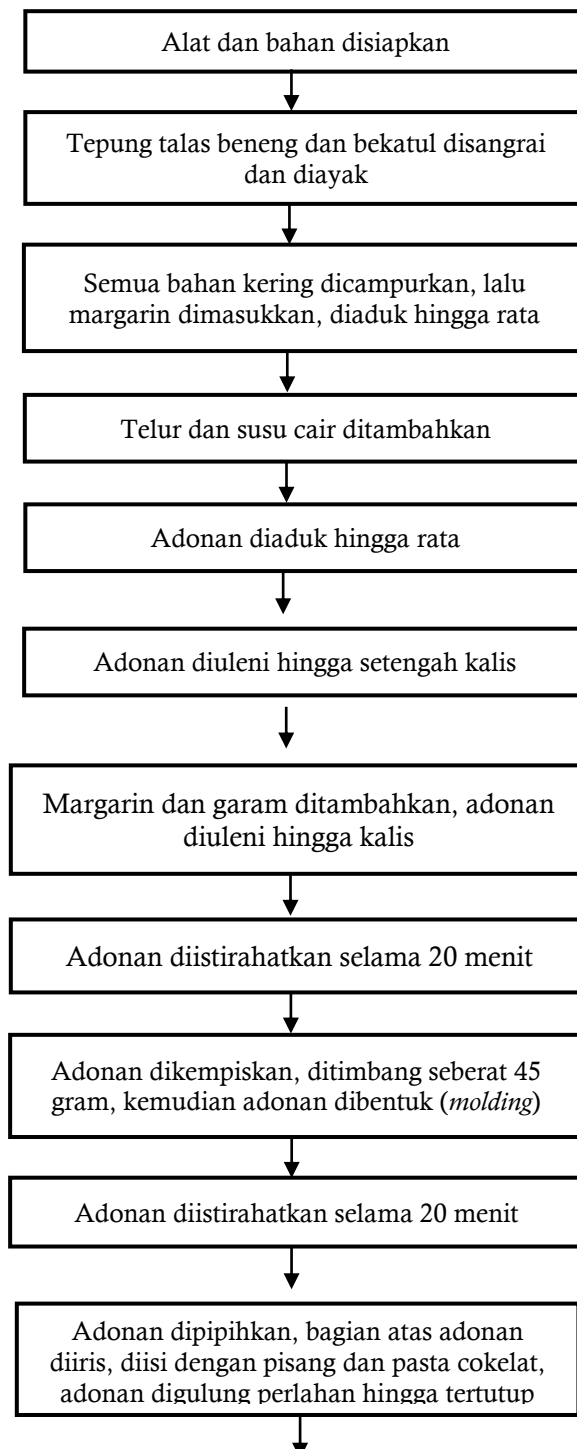 Alat dan bahan disiapkan
Tepung talas beneng dan bekatul disangrai
dan diayak
Semua bahan kering dicampurkan, lalu
margarin dimasukkan, diaduk hingga rata
Telur dan susu cair ditambahkan
Adonan diaduk hingga rata
Adonan diuleni hingga setengah kalis
Margarin dan garam ditambahkan, adonan
diuleni hingga kalis
Adonan diistirahatkan selama 20 menit
Adonan dikempiskan, ditimbang seberat 45
gram, kemudian adonan dibentuk (molding)
Adonan diistirahatkan selama 20 menit
Adonan dipipihkan, bagian atas adonan
diiris, diisi dengan pisang dan pasta cokelat,
adonan digulung perlahan hingga tertutup